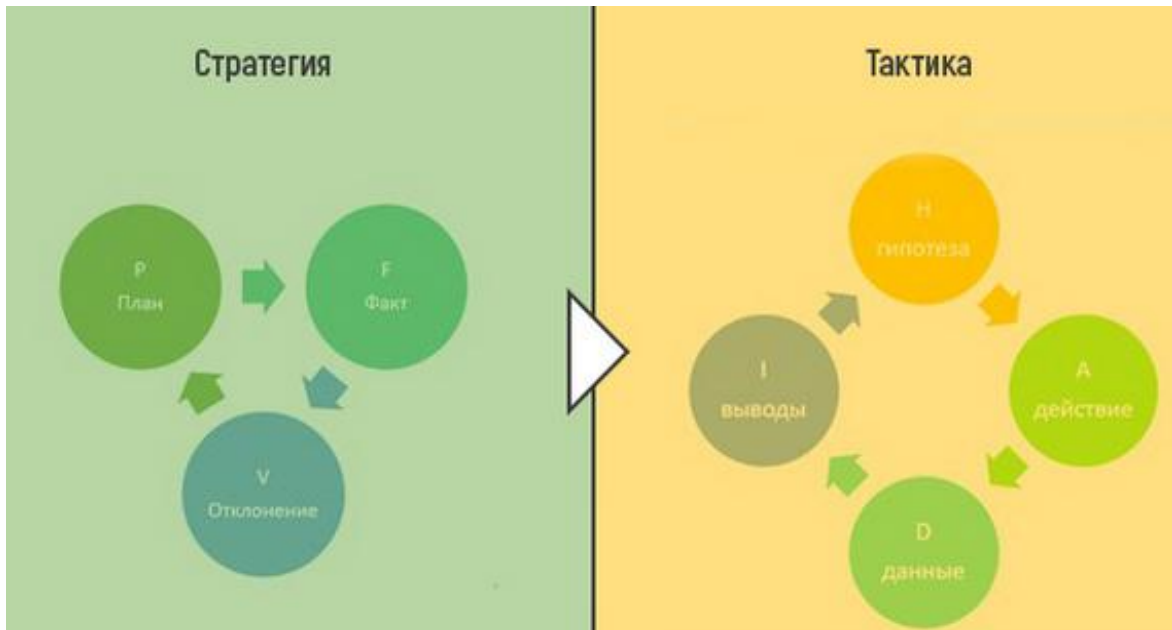 Стратегия
P
План
F
Факт
V
Отклонение
Тактика
H
гипотеза
A
действие
D
данные
I
выводы